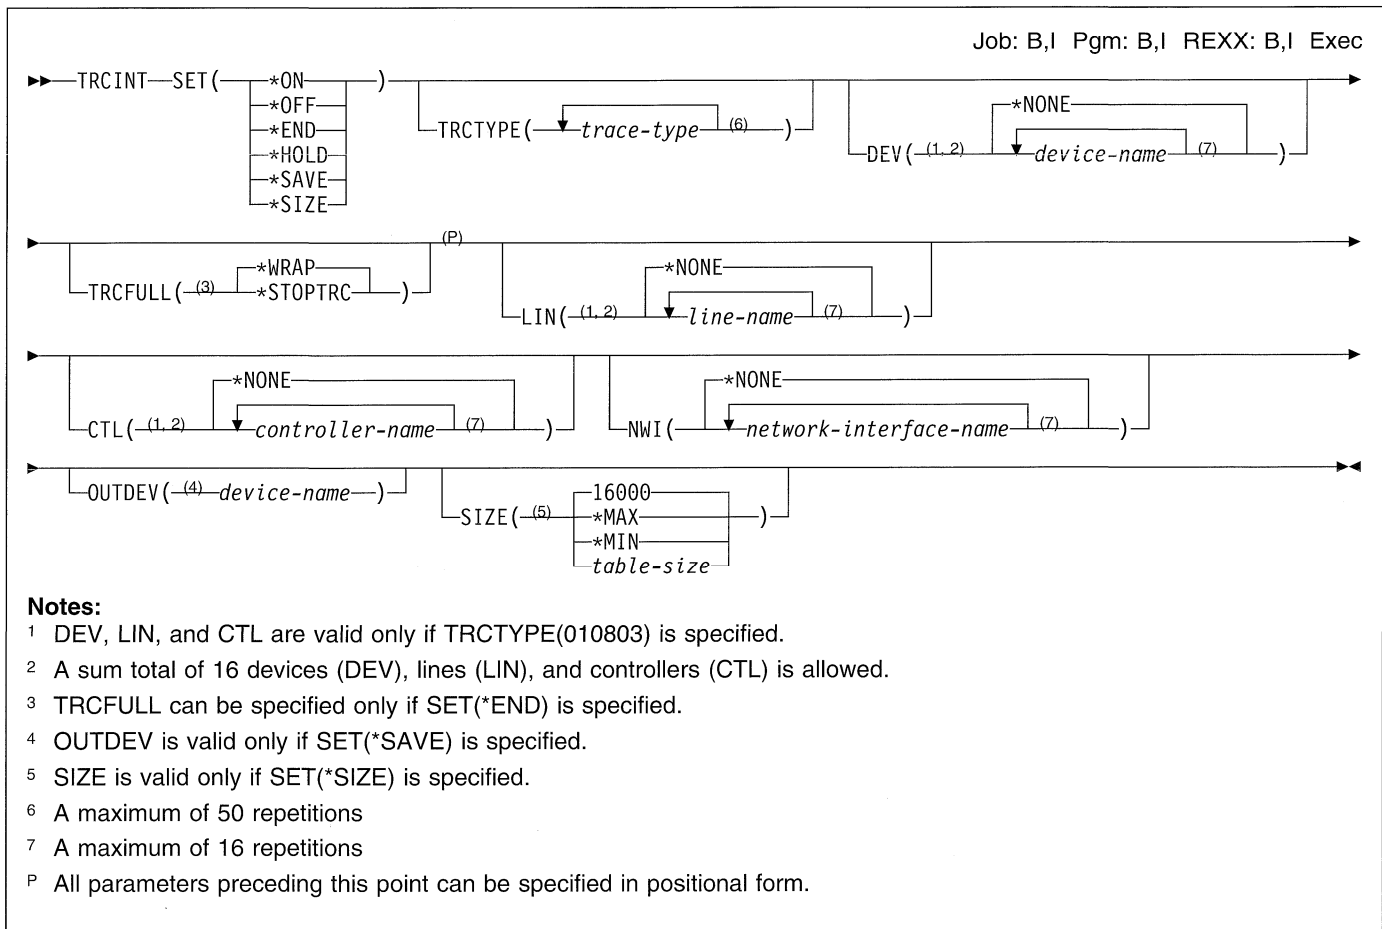 Job: B,I Pgm: B,I REXX: B,I Exec
TRCINT SET( *ON )
*OFF
*END
*HOLD
*SAVE
*SIZE
TRCTYPE( trace-type (6) )
*NONE
DEV( (1, 2) device-name (7) )
(P)
*WRAP
TRCFULL( (3) *STOPTRC )
*NONE
LIN( (1, 2) line-name (7) )
*NONE
CTL( (1, 2) controller-name (7) )
*NONE
NWI( network-interface-name (7) )
OUTDEV( (4) device-name )
16000
SIZE( (5) *MAX )
*MIN
table-size
Notes:
1 DEV, LIN, and CTL are valid only if TRCTYPE(010803) is specified.
2 A sum total of 16 devices (DEV), lines (LIN), and controllers (CTL) is allowed.
3 TRCFULL can be specified only if SET(*END) is specified.
4 OUTDEV is valid only if SET(*SAVE) is specified.
5 SIZE is valid only if SET(*SIZE) is specified.
6 A maximum of 50 repetitions
7 A maximum of 16 repetitions
P All parameters preceding this point can be specified in positional form.